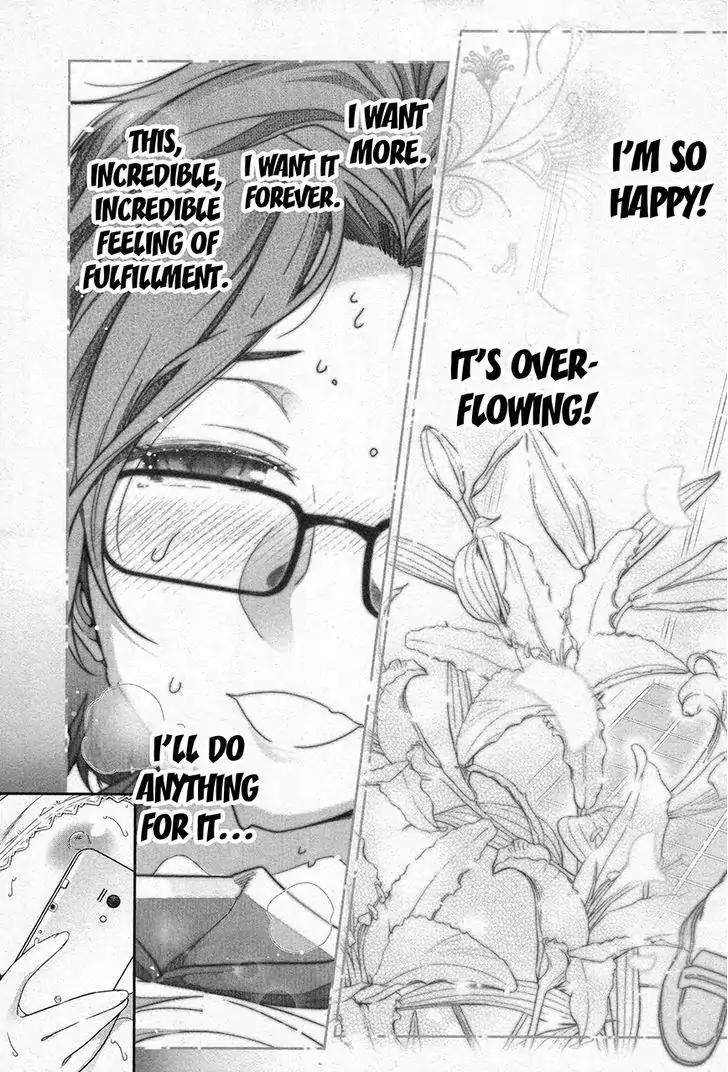 I'M SO
HAPPY!
IT'S OVER-
FLOWING!
I WANT
MORE.
I WANT IT
FOREVER.
THIS,
INCREDIBLE,
INCREDIBLE
FEELING OF
FULFILLMENT.
I'LL DO
ANYTHING
FOR IT...